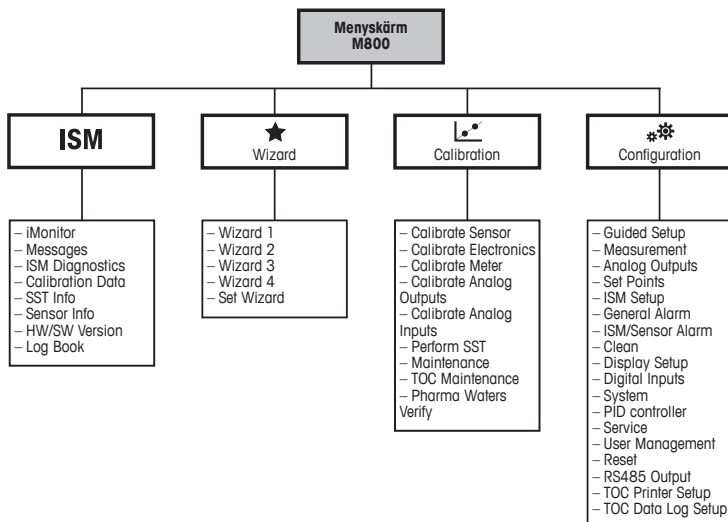 Menyskärm
M800
ISM
Wizard
Calibration
Configuration
– iMonitor
– Messages
– ISM Diagnostics
– Calibration Data
– SST Info
– Sensor Info
– HW/SW Version
– Log Book
– Wizard 1
– Wizard 2
– Wizard 3
– Wizard 4
– Set Wizard
– Calibrate Sensor
– Calibrate Electronics
– Calibrate Meter
– Calibrate Analog
Outputs
– Calibrate Analog
Inputs
– Perform SST
– Maintenance
– TOC Maintenance
– Pharma Waters
Verify
– Guided Setup
– Measurement
– Analog Outputs
– Set Points
– ISM Setup
– General Alarm
– ISM/Sensor Alarm
– Clean
– Display Setup
– Digital Inputs
– System
– PID controller
– Service
– User Management
– Reset
– RS485 Output
– TOC Printer Setup
– TOC Data Log Setup